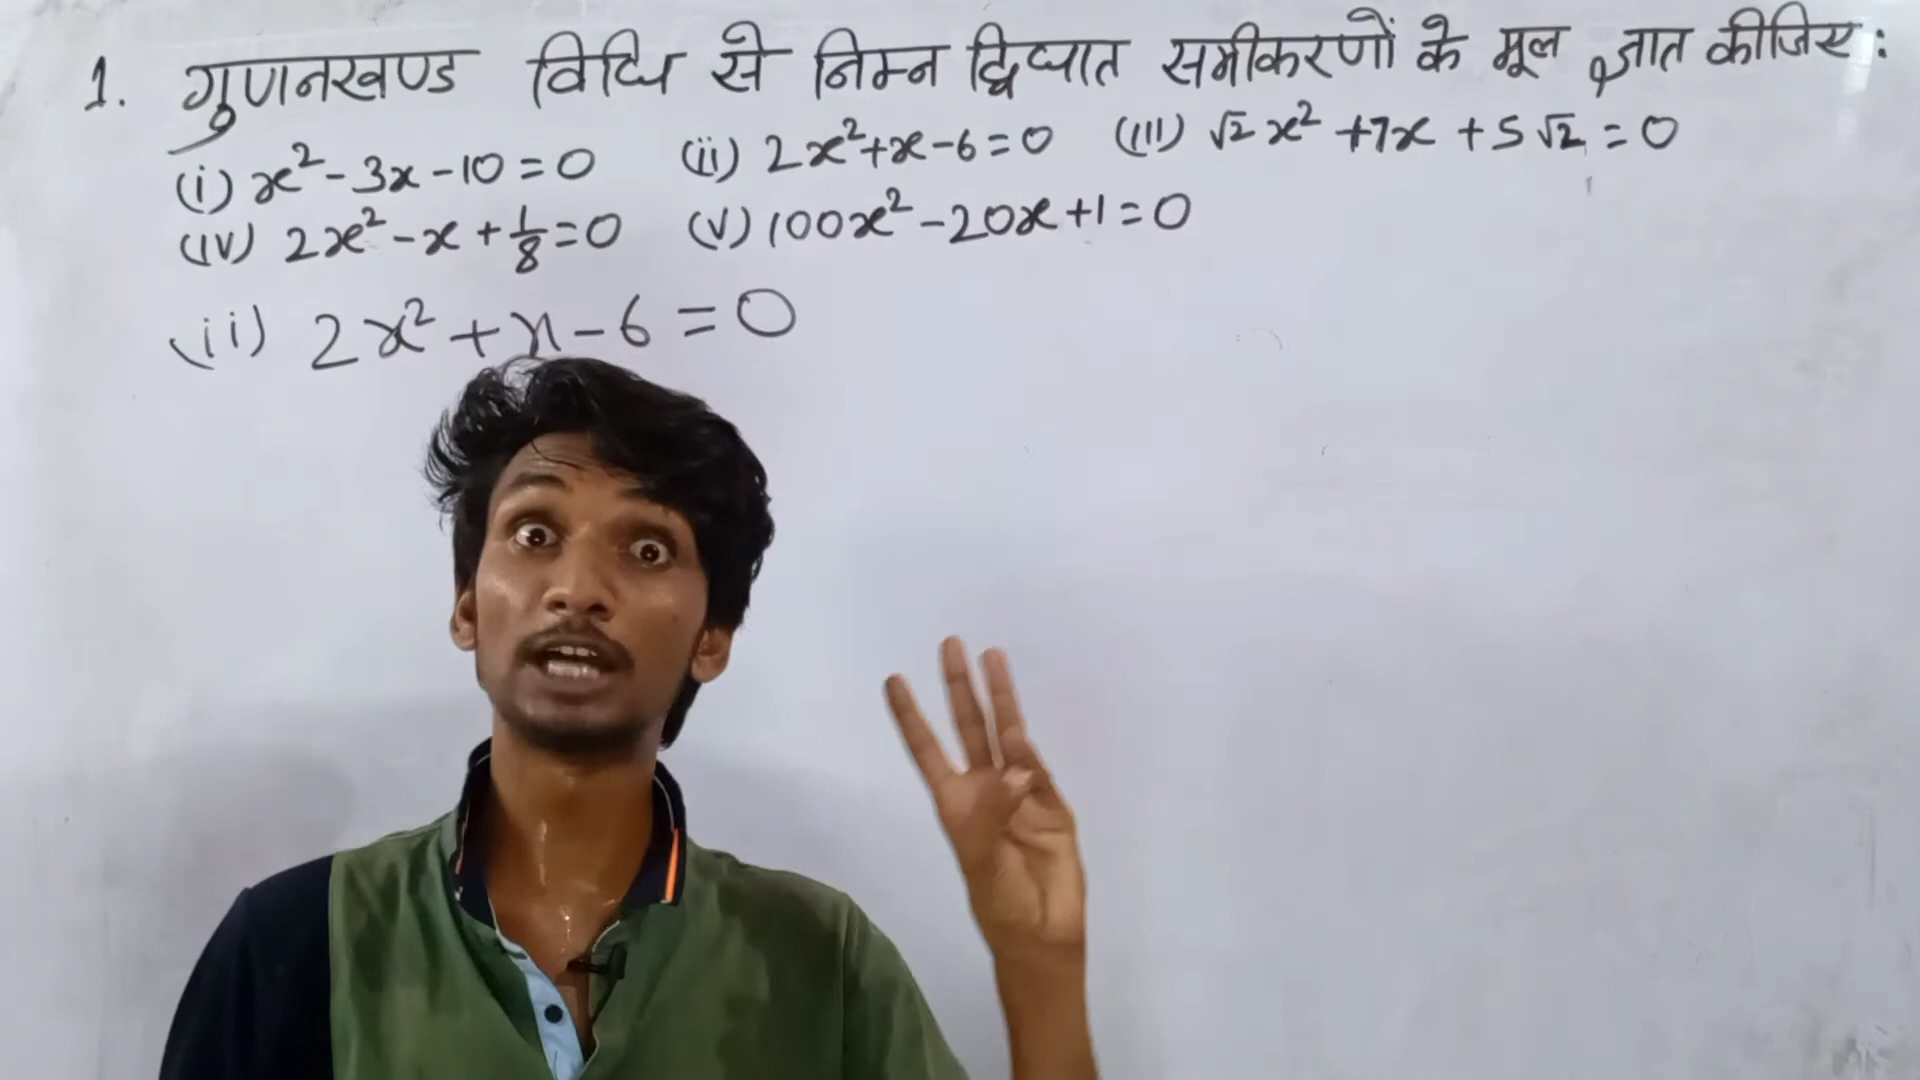 1. गुणनखण्ड विधि से निम्न द्विघात समीकरणों के मूल ज्ञात कीजिए :
(i) x² - 3x - 10 = 0 (ii) 2x² + x - 6 = 0 (iii) √2 x² + 7x + 5√2 = 0
(iv) 2x² - x + 1/8 = 0 (v) 100x² - 20x + 1 = 0
(ii) 2x² + x - 6 = 0